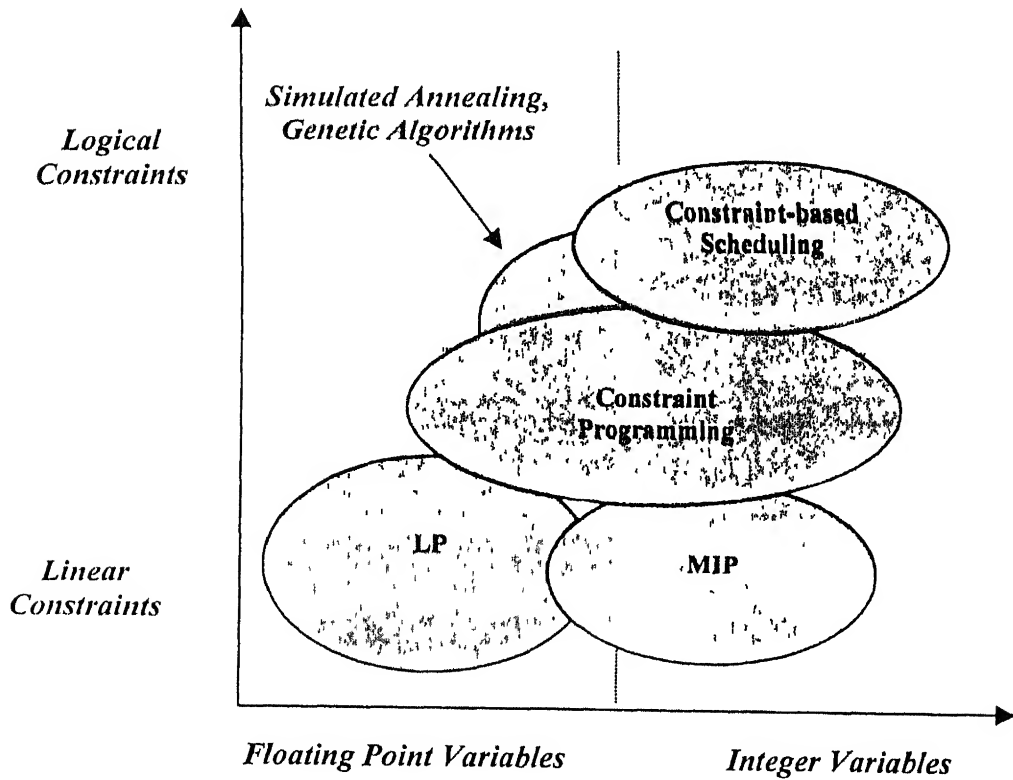 Simulated Annealing,
Genetic Algorithms
Logical
Constraints
Constraint-based
Scheduling
Constraint
Programming
LP
MIP
Linear
Constraints
Floating Point Variables
Integer Variables